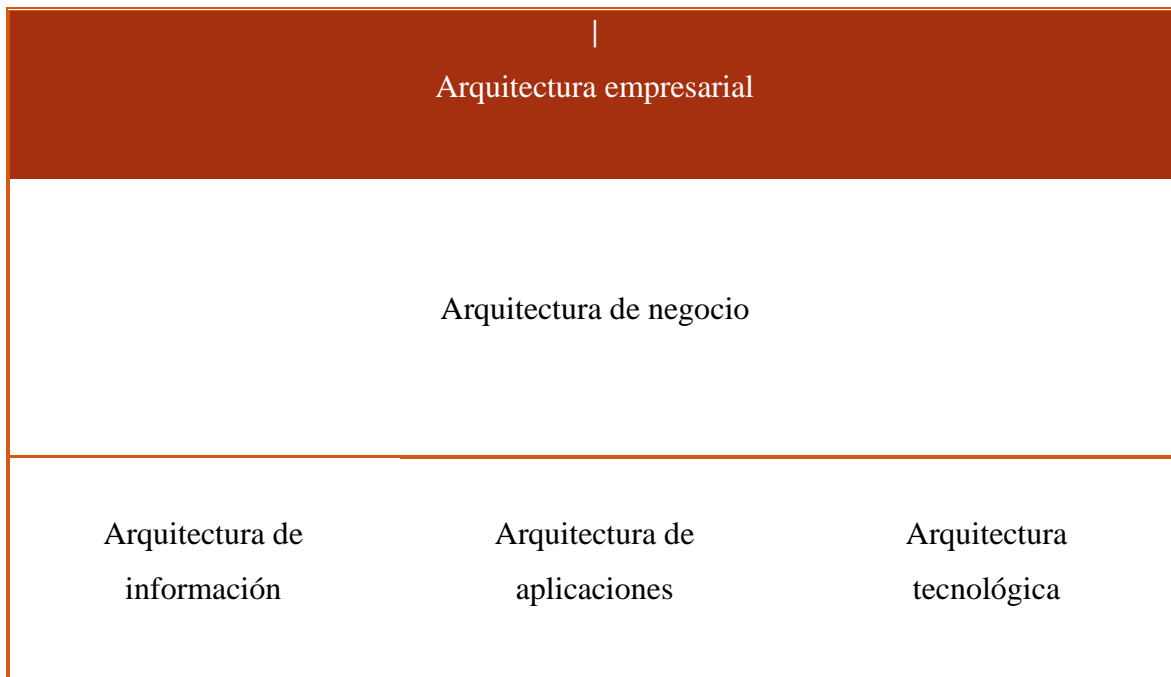 |
Arquitectura empresarial
Arquitectura de negocio
Arquitectura de
información
Arquitectura de
aplicaciones
Arquitectura
tecnológica